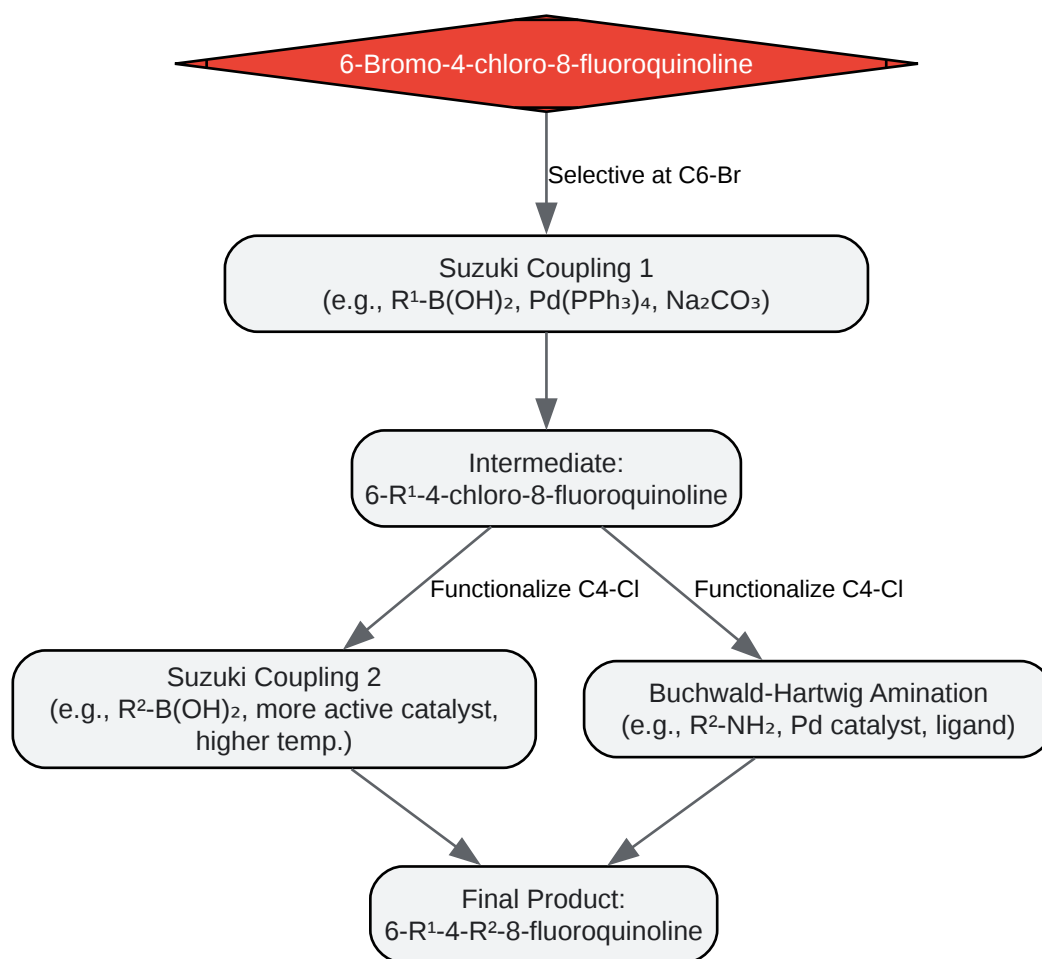 6-Bromo-4-chloro-8-fluoroquinoline
Selective at C6-Br
Suzuki Coupling 1
(e.g., R¹-B(OH)₂, Pd(PPh₃)₄, Na₂CO₃)
Intermediate:
6-R¹-4-chloro-8-fluoroquinoline
Functionalize C4-Cl
Functionalize C4-Cl
Suzuki Coupling 2
(e.g., R²-B(OH)₂, more active catalyst,
higher temp.)
Buchwald-Hartwig Amination
(e.g., R²-NH₂, Pd catalyst, ligand)
Final Product:
6-R¹-4-R²-8-fluoroquinoline